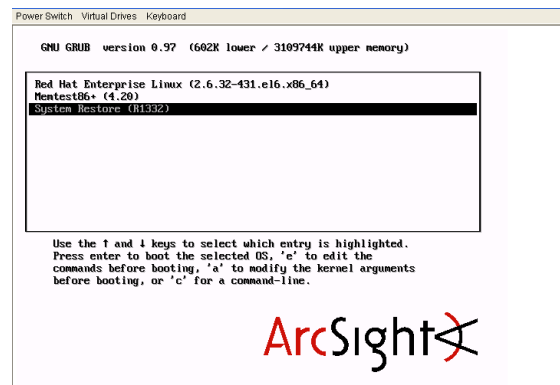 Power Switch Virtual Drives Keyboard
GNU GRUB version 0.97 (602K lower / 3109744K upper memory)
Red Hat Enterprise Linux (2.6.32-431.el6.x86_64)
Memtest86+ (4.20)
System Restore (R1332)
Use the ↑ and ↓ keys to select which entry is highlighted.
Press enter to boot the selected OS, 'e' to edit the
commands before booting, 'a' to modify the kernel arguments
before booting, or 'c' for a command-line.
ArcSight